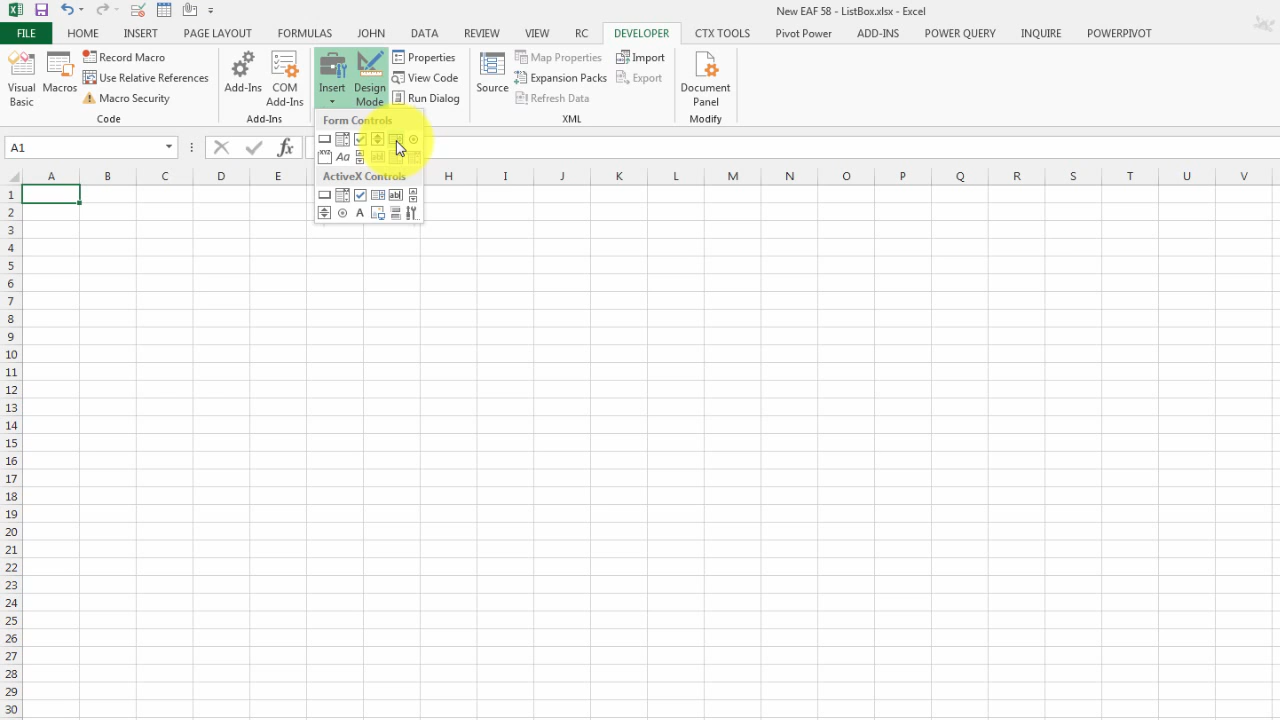 New EAF 58 - ListBox.xlsx - Excel
FILE HOME INSERT PAGE LAYOUT FORMULAS JOHN DATA REVIEW VIEW RC DEVELOPER CTX TOOLS Pivot Power ADD-INS POWER QUERY INQUIRE POWERPIVOT
Visual Basic
Macros
Record Macro
Use Relative References
Macro Security
Code
Add-Ins
COM Add-Ins
Add-Ins
Insert
Design Mode
Properties
View Code
Run Dialog
Source
Map Properties
Expansion Packs
Refresh Data
Import
Export
XML
Document Panel
Modify
Form Controls
XYZ Aa ab|
ActiveX Controls
ab|
A
A1
fx
A B C D E H I J K L M N O P Q R S T U V
1
2
3
4
5
6
7
8
9
10
11
12
13
14
15
16
17
18
19
20
21
22
23
24
25
26
27
28
29
30